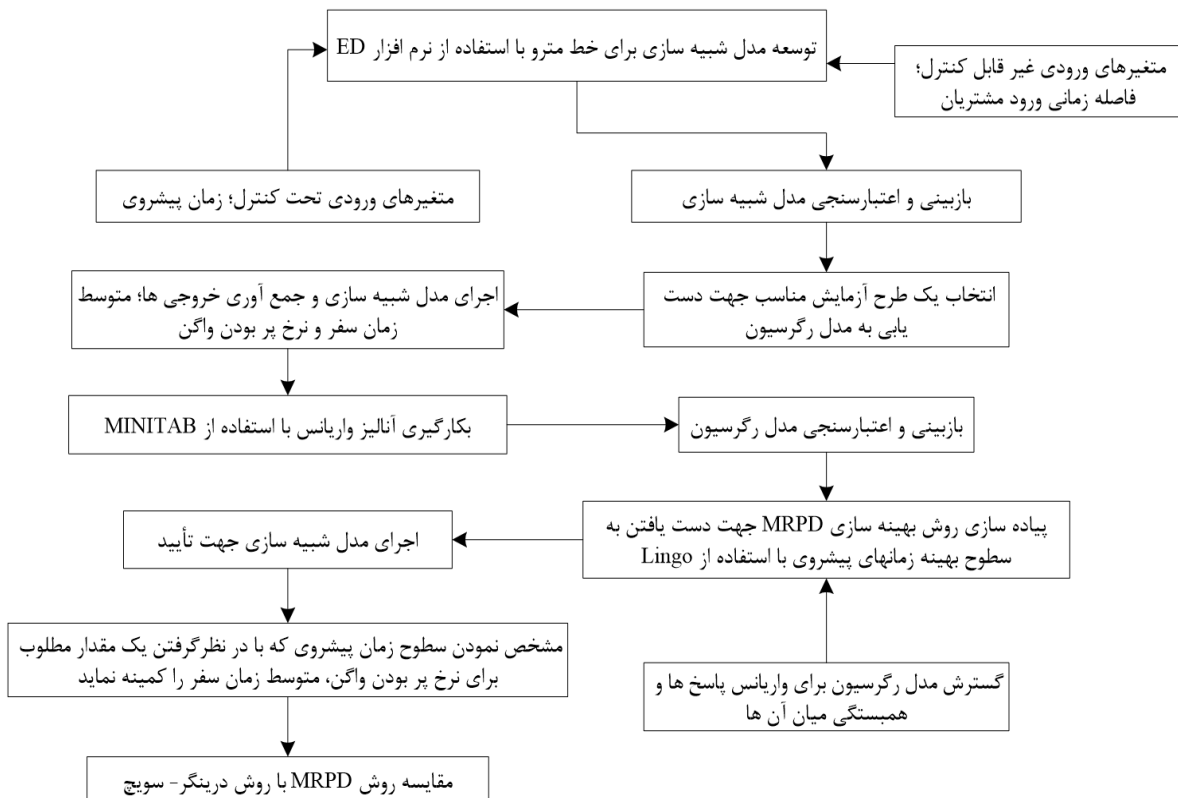 توسعه مدل شبیه سازی برای خط مترو با استفاده از نرم افزار ED
متغیرهای ورودی غیر قابل کنترل؛
فاصله زمانی ورود مشتریان
متغیرهای ورودی تحت کنترل؛ زمان پیشروی
بازبینی و اعتبارسنجی مدل شبیه سازی
انتخاب یک طرح آزمایش مناسب جهت دست
یابی به مدل رگرسیون
اجرای مدل شبیه سازی و جمع آوری خروجی ها؛ متوسط
زمان سفر و نرخ پر بودن واگن
بکارگیری آنالیز واریانس با استفاده از MINITAB
بازبینی و اعتبارسنجی مدل رگرسیون
پیاده سازی روش بهینه سازی MRPD جهت دست یافتن به
سطوح بهینه زمانهای پیشروی با استفاده از Lingo
گسترش مدل رگرسیون برای واریانس پاسخ ها و
همبستگی میان آن ها
اجرای مدل شبیه سازی جهت تأیید
مشخص نمودن سطوح زمان پیشروی که با در نظرگرفتن یک مقدار مطلوب
برای نرخ پر بودن واگن، متوسط زمان سفر را کمینه نماید
مقایسه روش MRPD با روش درینگر- سویچ